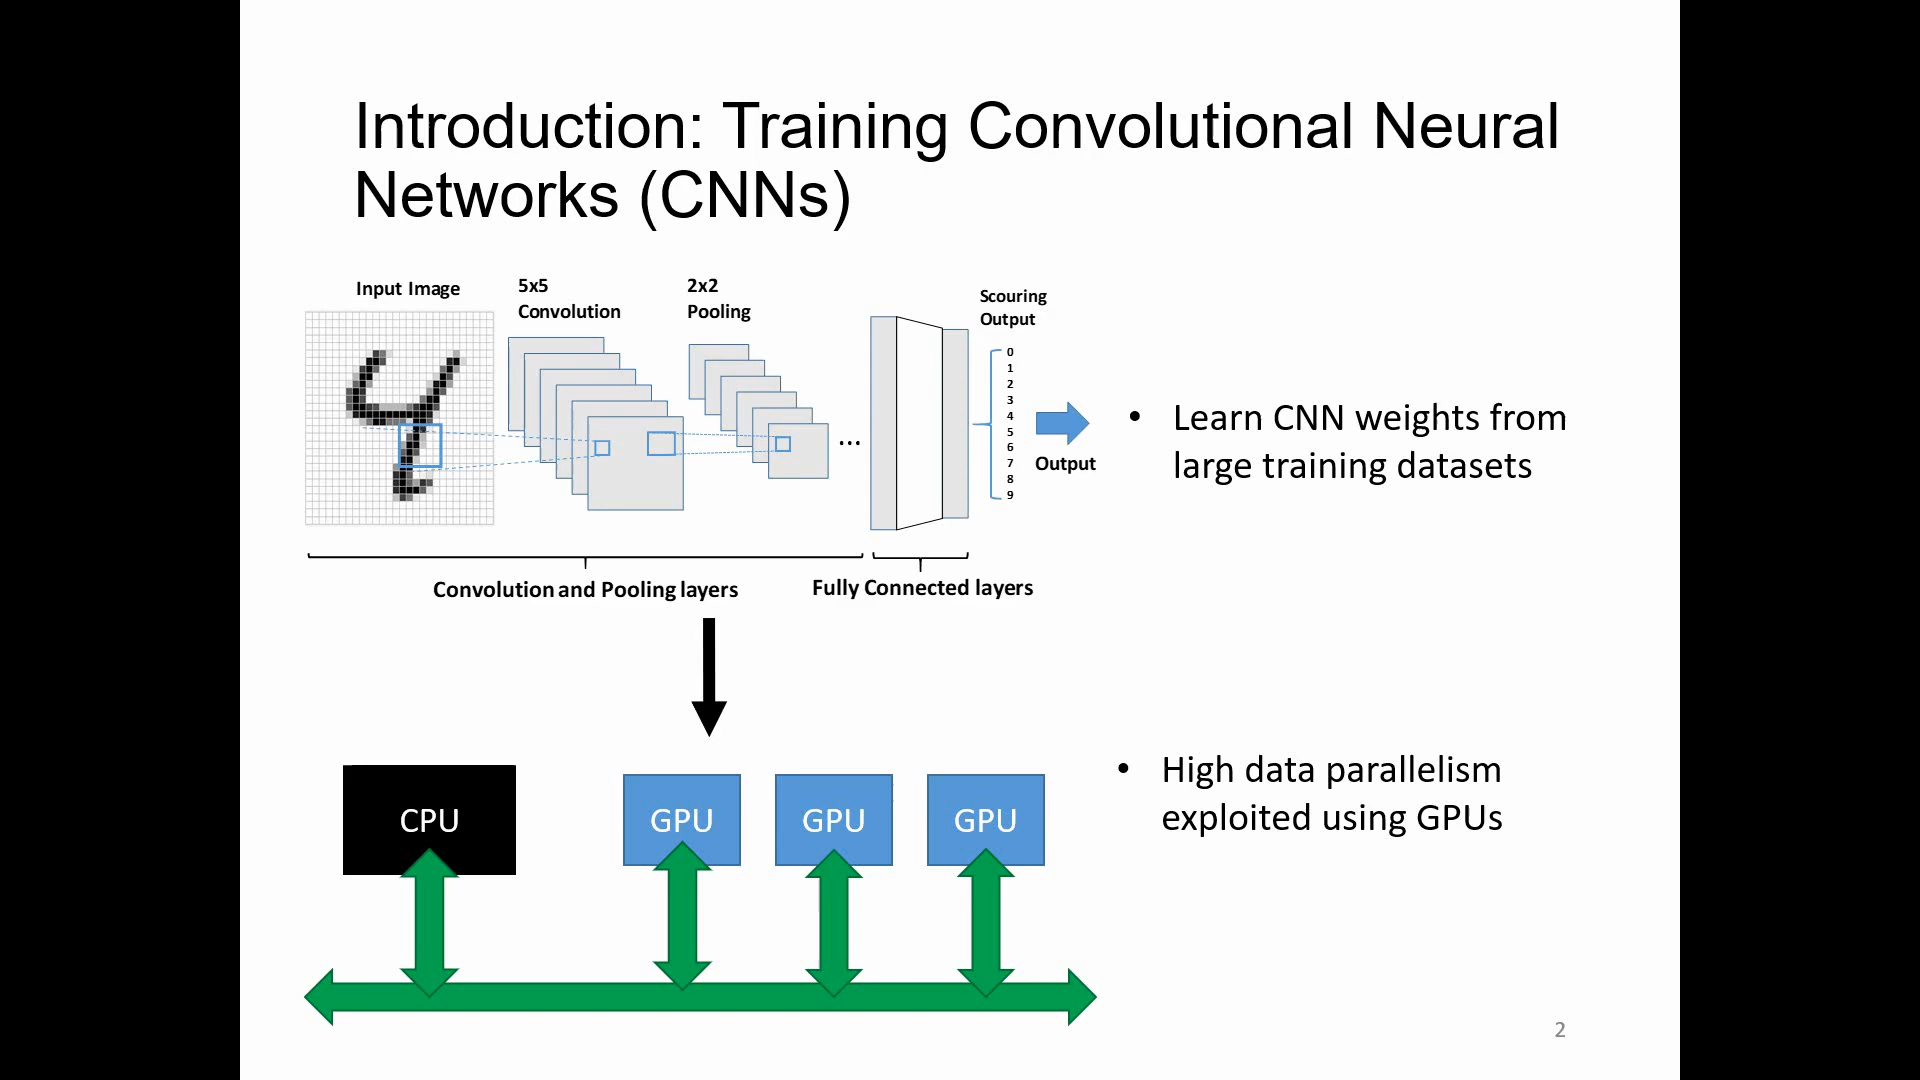 Introduction: Training Convolutional Neural
Networks (CNNs)
Input Image
5x5
Convolution
2x2
Pooling
Scouring
Output
0
1
2
3
4
5
6
7
8
9
...
Output
Convolution and Pooling layers
Fully Connected layers
• Learn CNN weights from
large training datasets
CPU
GPU
GPU
GPU
• High data parallelism
exploited using GPUs
2